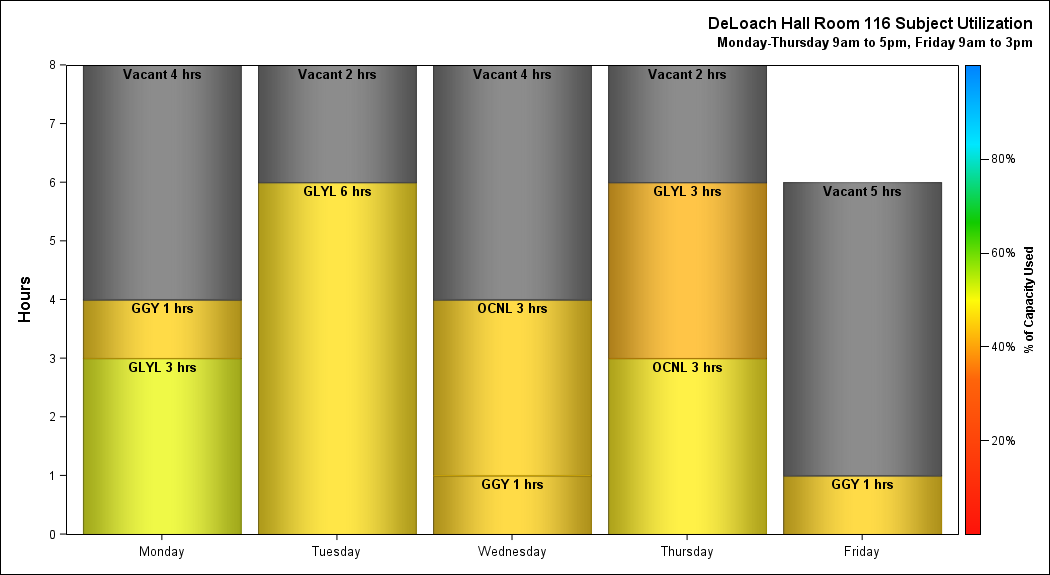 DeLoach Hall Room 116 Subject Utilization
Monday-Thursday 9am to 5pm, Friday 9am to 3pm
Hours
8
7
6
5
4
3
2
1
0
Vacant 4 hrs
GGY 1 hrs
GLYL 3 hrs
Vacant 2 hrs
GLYL 6 hrs
Vacant 4 hrs
OCNL 3 hrs
GGY 1 hrs
Vacant 2 hrs
GLYL 3 hrs
OCNL 3 hrs
Vacant 5 hrs
GGY 1 hrs
Monday
Tuesday
Wednesday
Thursday
Friday
80%
60%
40%
20%
% of Capacity Used